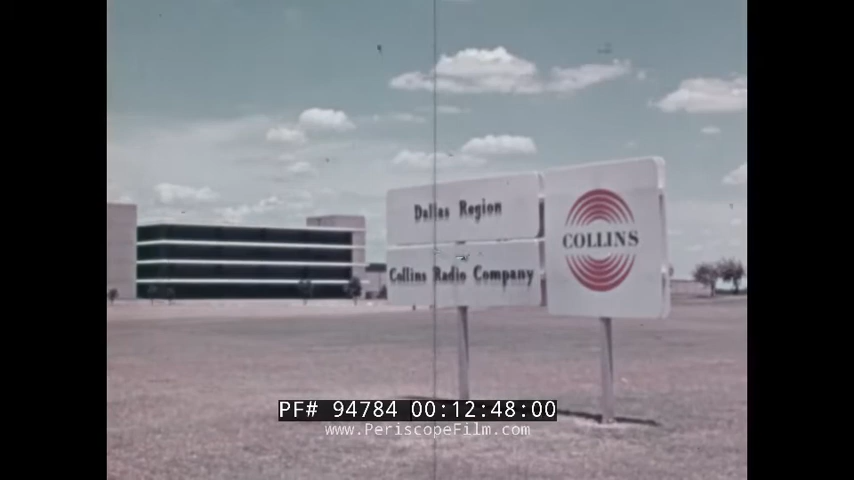 Dallas Region
Collins Radio Company
COLLINS
PF# 94784 00:12:48:00
www.PeriscopeFilm.com